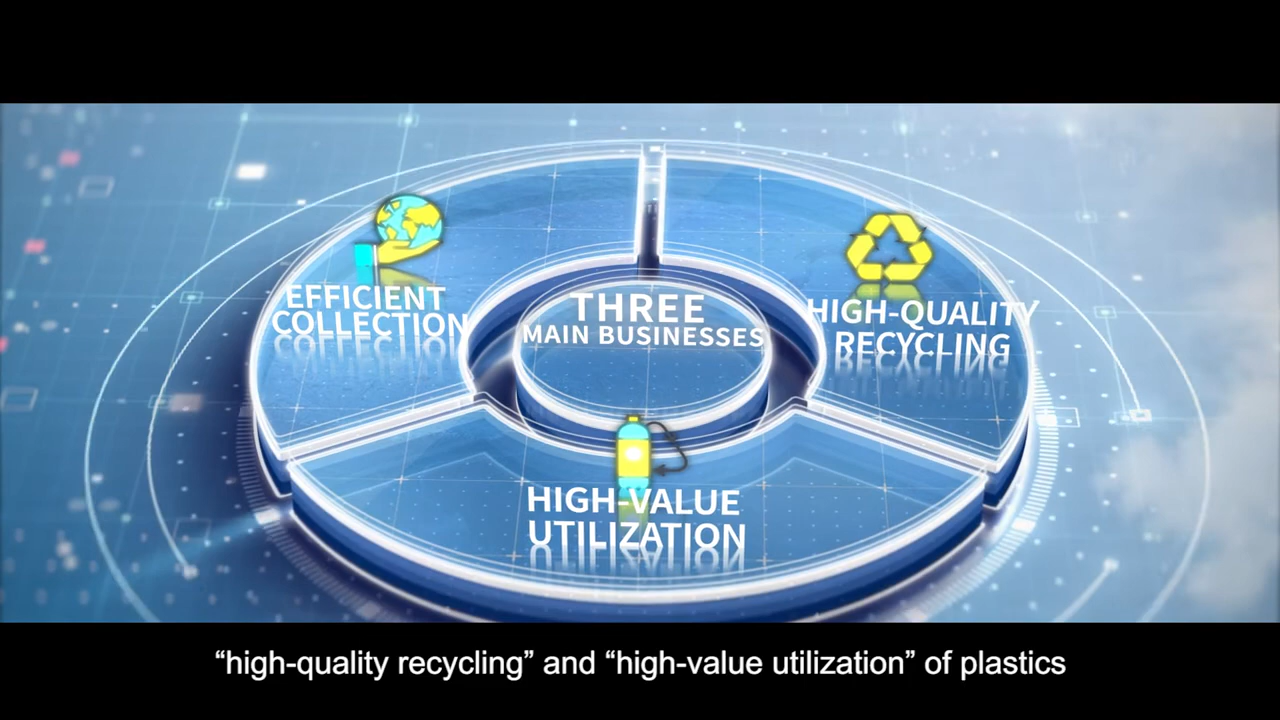 EFFICIENT
COLLECTION
THREE
MAIN BUSINESSES
HIGH-QUALITY
RECYCLING
HIGH-VALUE
UTILIZATION
“high-quality recycling” and “high-value utilization” of plastics